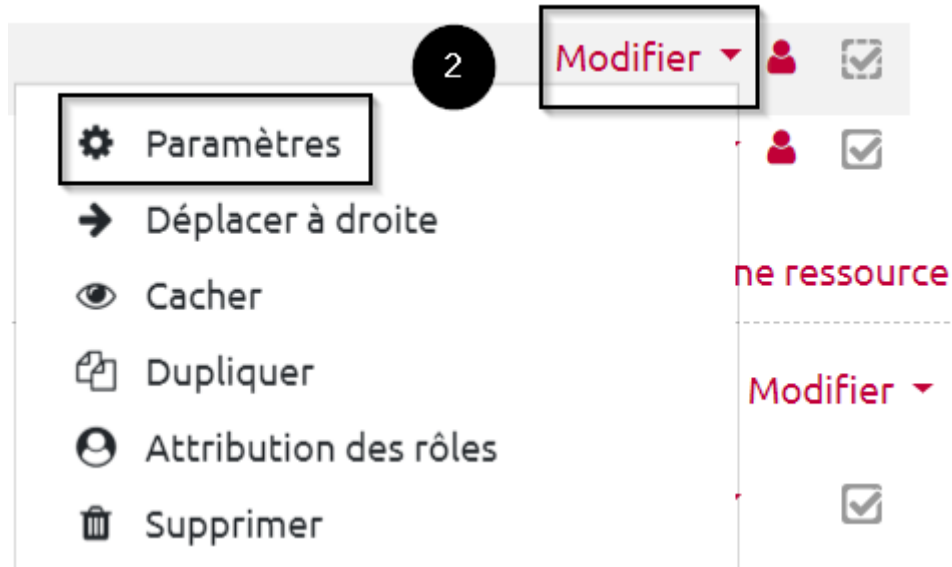 2 Modifier
Paramètres
Déplacer à droite
ne ressource
Cacher
Dupliquer
Modifier
Attribution des rôles
Supprimer